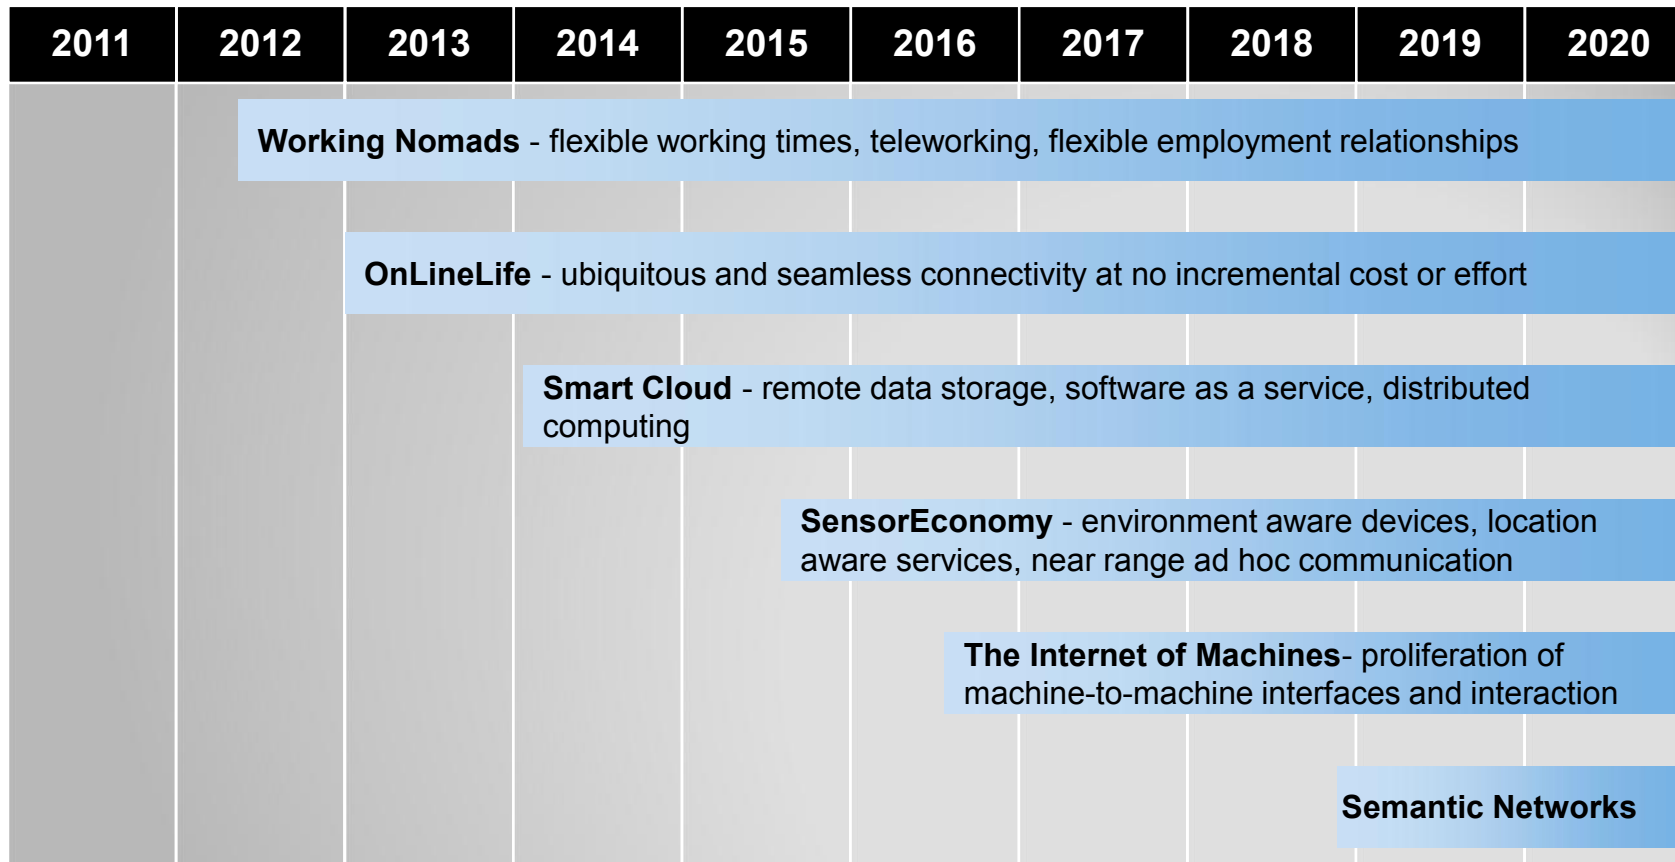 2011 2012 2013 2014 2015 2016 2017 2018 2019 2020
Working Nomads - flexible working times, teleworking, flexible employment relationships
OnLineLife - ubiquitous and seamless connectivity at no incremental cost or effort
Smart Cloud - remote data storage, software as a service, distributed
computing
SensorEconomy - environment aware devices, location
aware services, near range ad hoc communication
The Internet of Machines- proliferation of
machine-to-machine interfaces and interaction
Semantic Networks